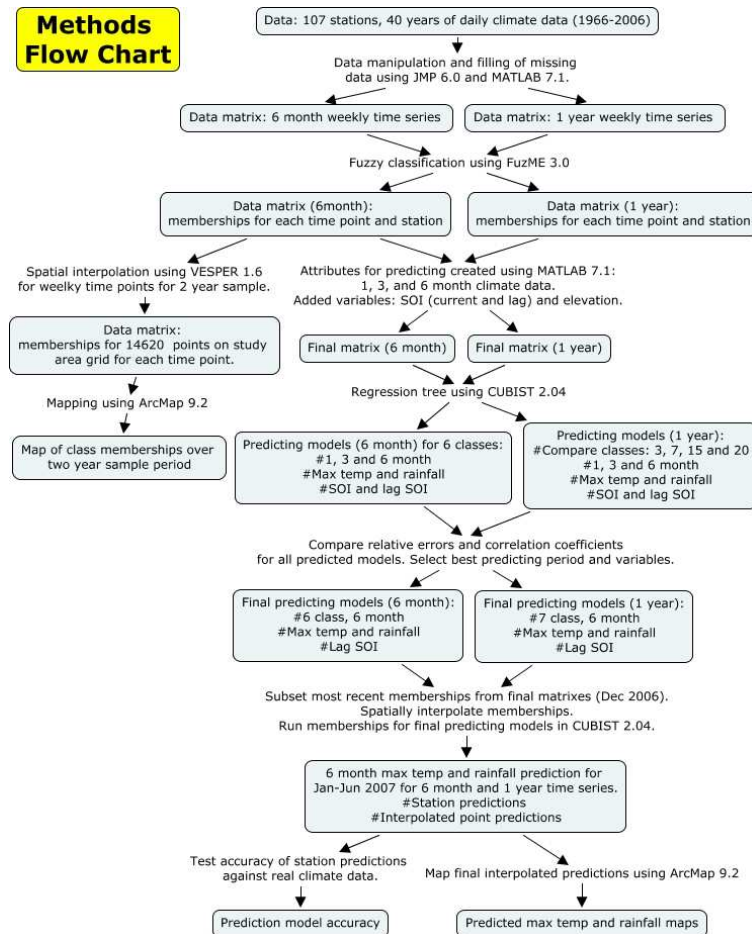 Methods
Flow Chart
Data: 107 stations, 40 years of daily climate data (1966-2006)
Data manipulation and filling of missing
data using JMP 6.0 and MATLAB 7.1.
Data matrix: 6 month weekly time series
Data matrix: 1 year weekly time series
Fuzzy classification using FuzME 3.0
Data matrix (6month):
memberships for each time point and station
Data matrix (1 year):
memberships for each time point and station
Spatial interpolation using VESPER 1.6
for weelky time points for 2 year sample.
Attributes for predicting created using MATLAB 7.1:
1, 3, and 6 month climate data.
Added variables: SOI (current and lag) and elevation.
Data matrix:
memberships for 14620 points on study
area grid for each time point.
Final matrix (6 month)
Final matrix (1 year)
Mapping using ArcMap 9.2
Regression tree using CUBIST 2.04
Map of class memberships over
two year sample period
Predicting models (6 month) for 6 classes:
#1, 3 and 6 month
#Max temp and rainfall
#SOI and lag SOI
Predicting models (1 year):
#Compare classes: 3, 7, 15 and 20
#1, 3 and 6 month
#Max temp and rainfall
#SOI and lag SOI
Compare relative errors and correlation coefficients
for all predicted models. Select best predicting period and variables.
Final predicting models (6 month):
#6 class, 6 month
#Max temp and rainfall
#Lag SOI
Final predicting models (1 year):
#7 class, 6 month
#Max temp and rainfall
#Lag SOI
Subset most recent memberships from final matrixes (Dec 2006).
Spatially interpolate memberships.
Run memberships for final predicting models in CUBIST 2.04.
6 month max temp and rainfall prediction for
Jan-Jun 2007 for 6 month and 1 year time series.
#Station predictions
#Interpolated point predictions
Test accuracy of station predictions
against real climate data.
Map final interpolated predictions using ArcMap 9.2
Prediction model accuracy
Predicted max temp and rainfall maps